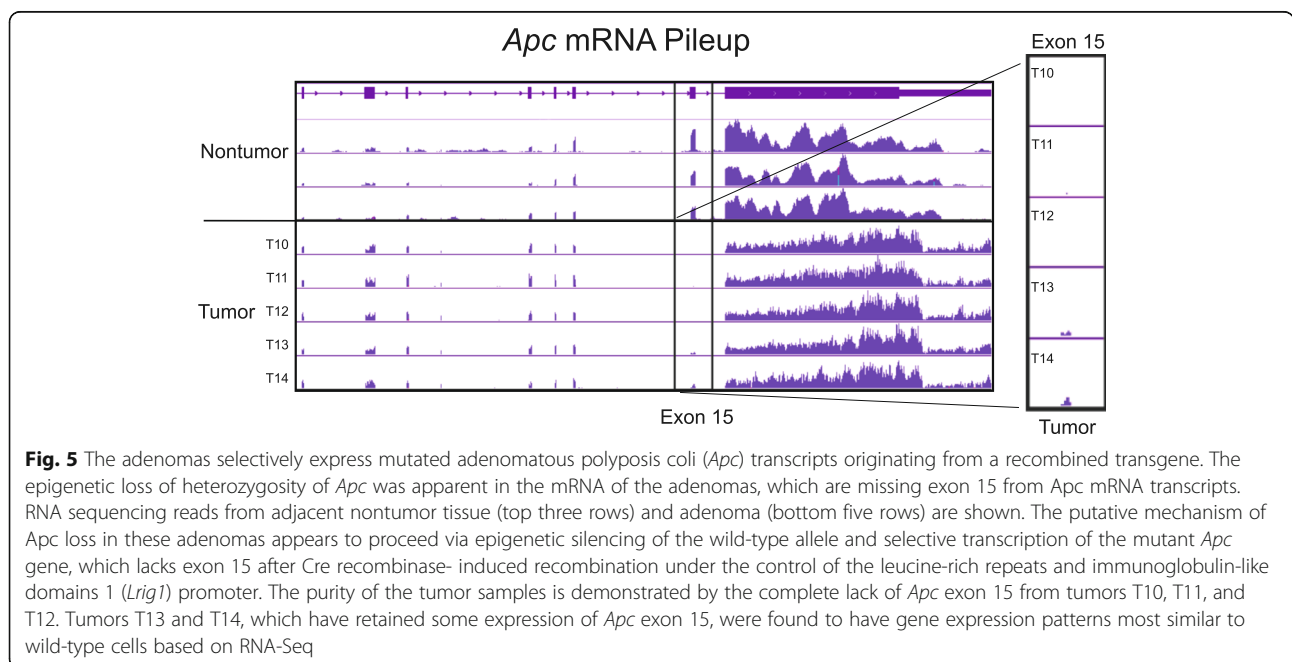 Apc mRNA Pileup
Exon 15
Nontumor
Tumor
T10
T11
T12
T13
T14
Exon 15
T10
T11
T12
T13
T14
Tumor
Fig. 5 The adenomas selectively express mutated adenomatous polyposis coli (Apc) transcripts originating from a recombined transgene. The
epigenetic loss of heterozygosity of Apc was apparent in the mRNA of the adenomas, which are missing exon 15 from Apc mRNA transcripts.
RNA sequencing reads from adjacent nontumor tissue (top three rows) and adenoma (bottom five rows) are shown. The putative mechanism of
Apc loss in these adenomas appears to proceed via epigenetic silencing of the wild-type allele and selective transcription of the mutant Apc
gene, which lacks exon 15 after Cre recombinase- induced recombination under the control of the leucine-rich repeats and immunoglobulin-like
domains 1 (Lrig1) promoter. The purity of the tumor samples is demonstrated by the complete lack of Apc exon 15 from tumors T10, T11, and
T12. Tumors T13 and T14, which have retained some expression of Apc exon 15, were found to have gene expression patterns most similar to
wild-type cells based on RNA-Seq